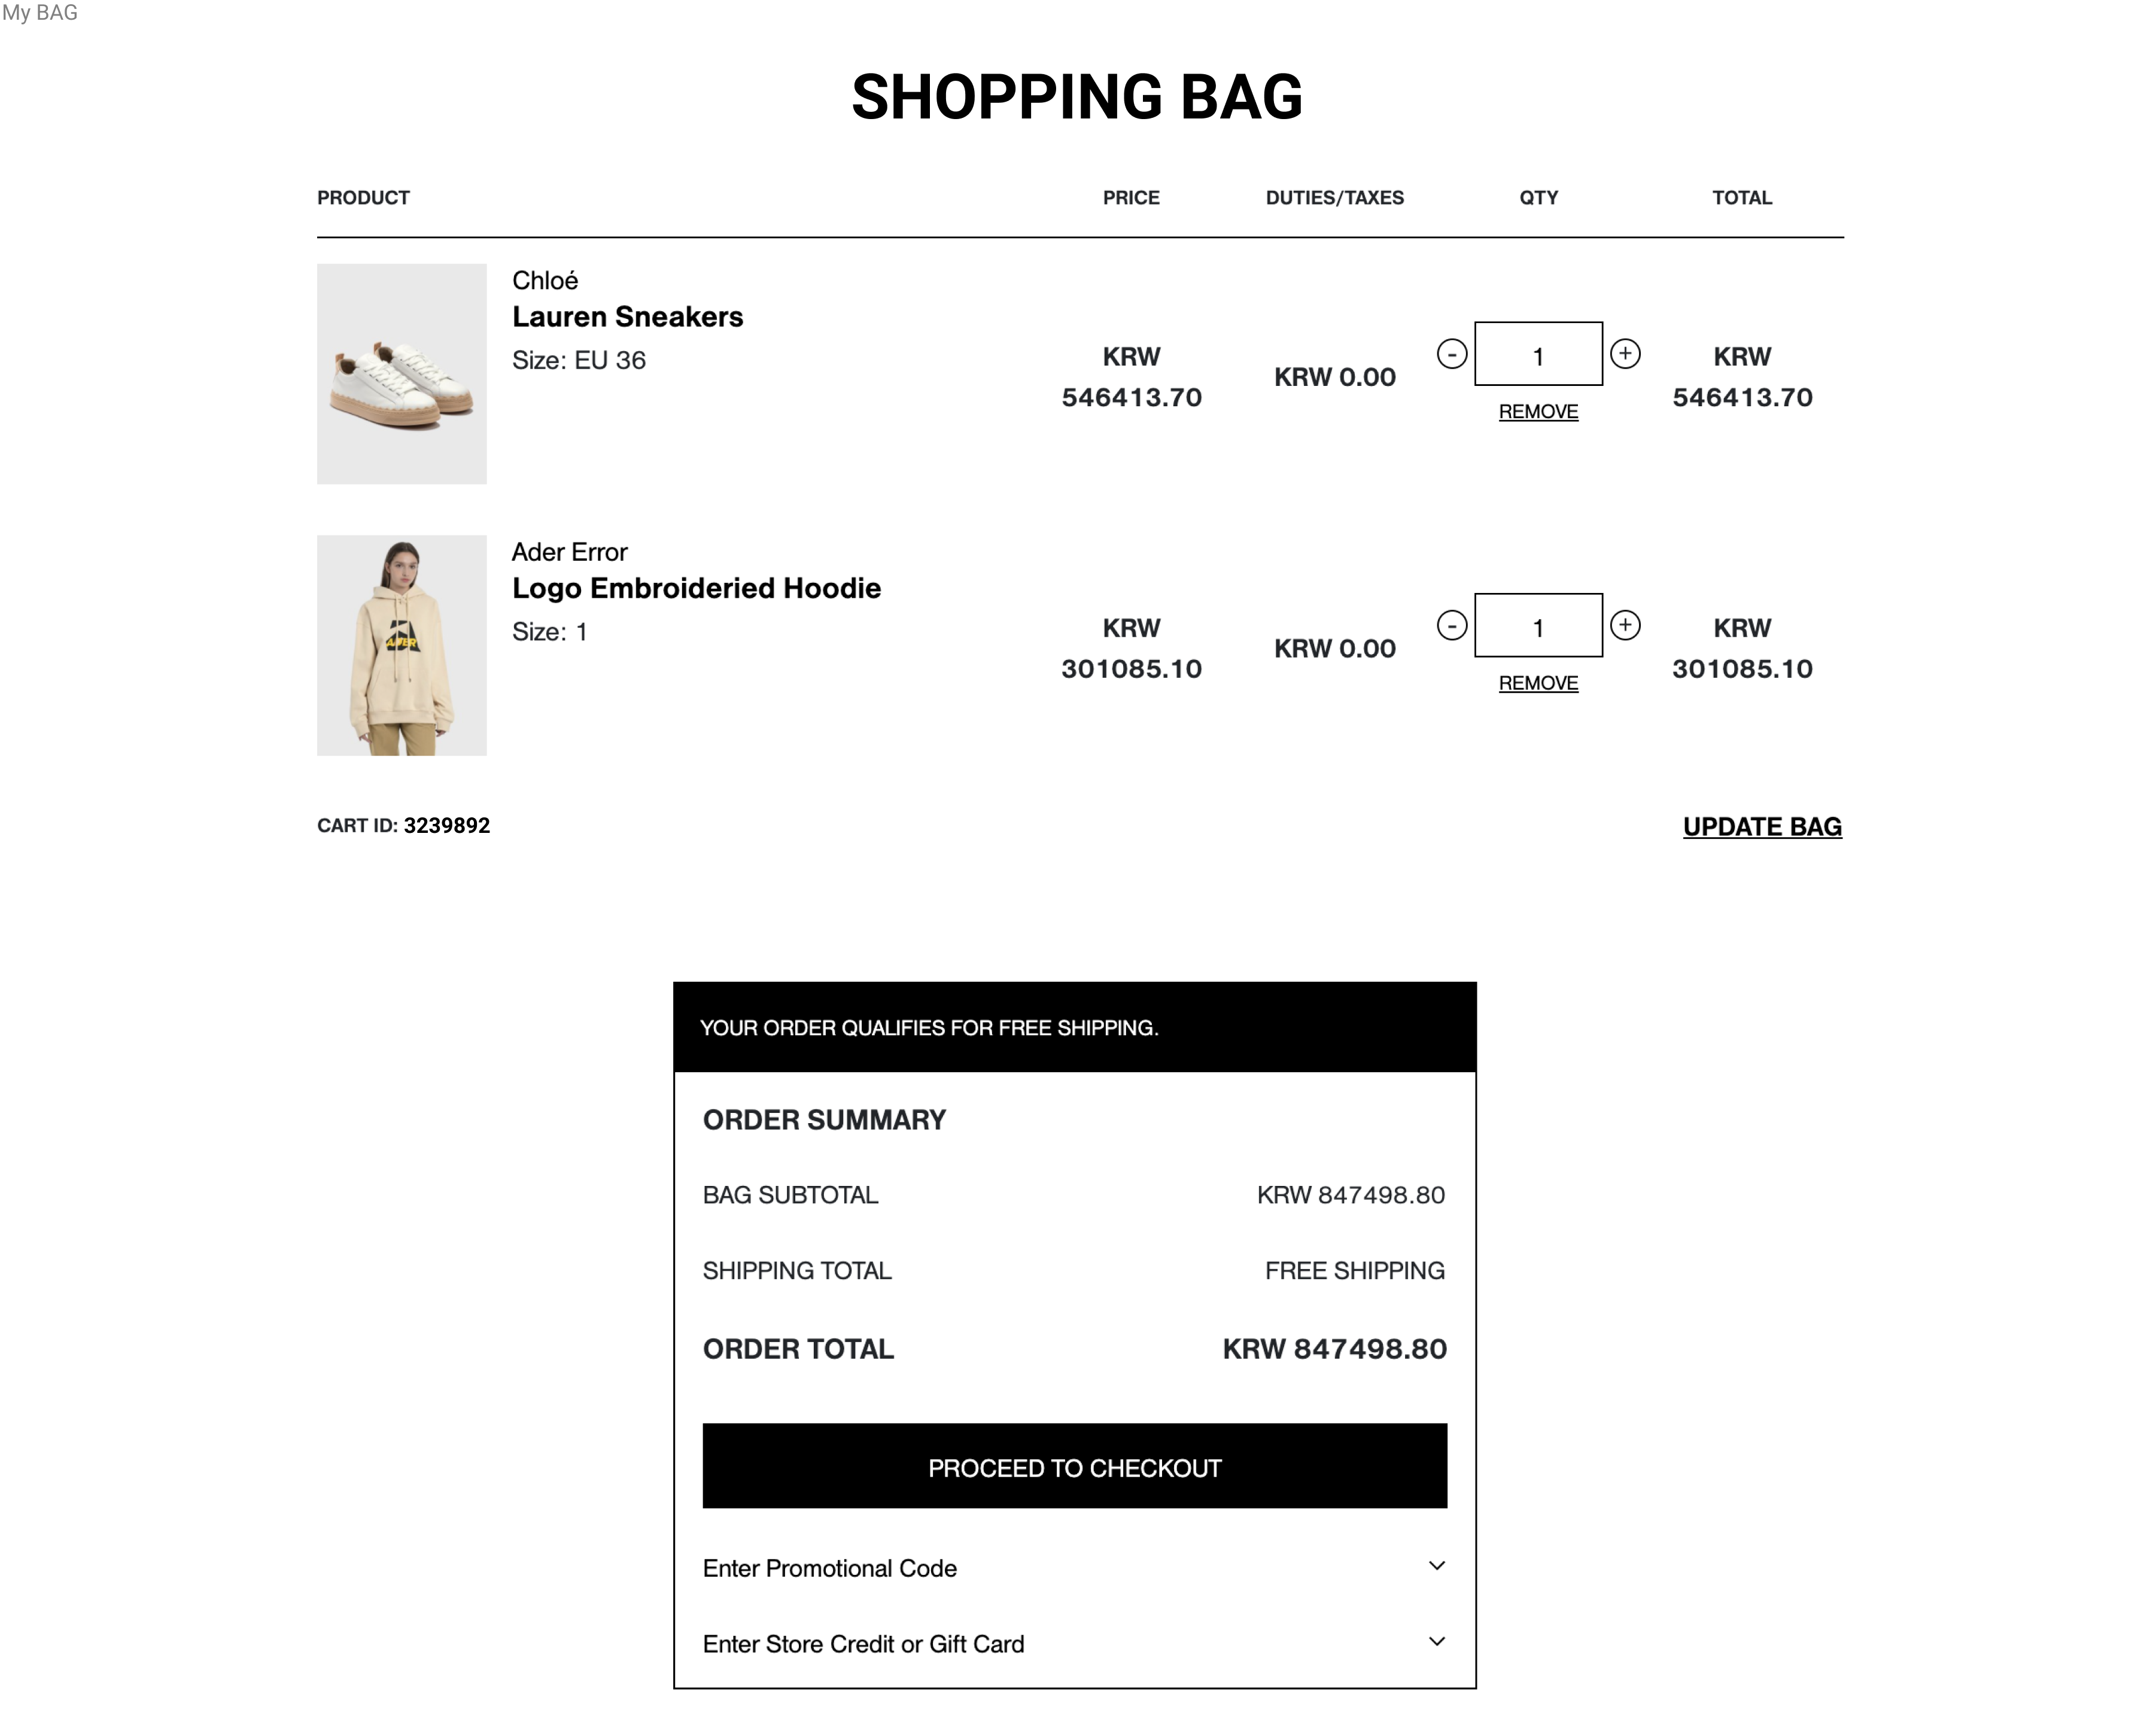 My BAG
SHOPPING BAG
PRODUCT PRICE DUTIES/TAXES QTY TOTAL
Chloé
Lauren Sneakers
Size: EU 36
KRW
546413.70
KRW 0.00
- 1 +
REMOVE
KRW
546413.70
ADER
Ader Error
Logo Embroideried Hoodie
Size: 1
KRW
301085.10
KRW 0.00
- 1 +
REMOVE
KRW
301085.10
CART ID: 3239892
UPDATE BAG
YOUR ORDER QUALIFIES FOR FREE SHIPPING.
ORDER SUMMARY
BAG SUBTOTAL KRW 847498.80
SHIPPING TOTAL FREE SHIPPING
ORDER TOTAL KRW 847498.80
PROCEED TO CHECKOUT
Enter Promotional Code
Enter Store Credit or Gift Card